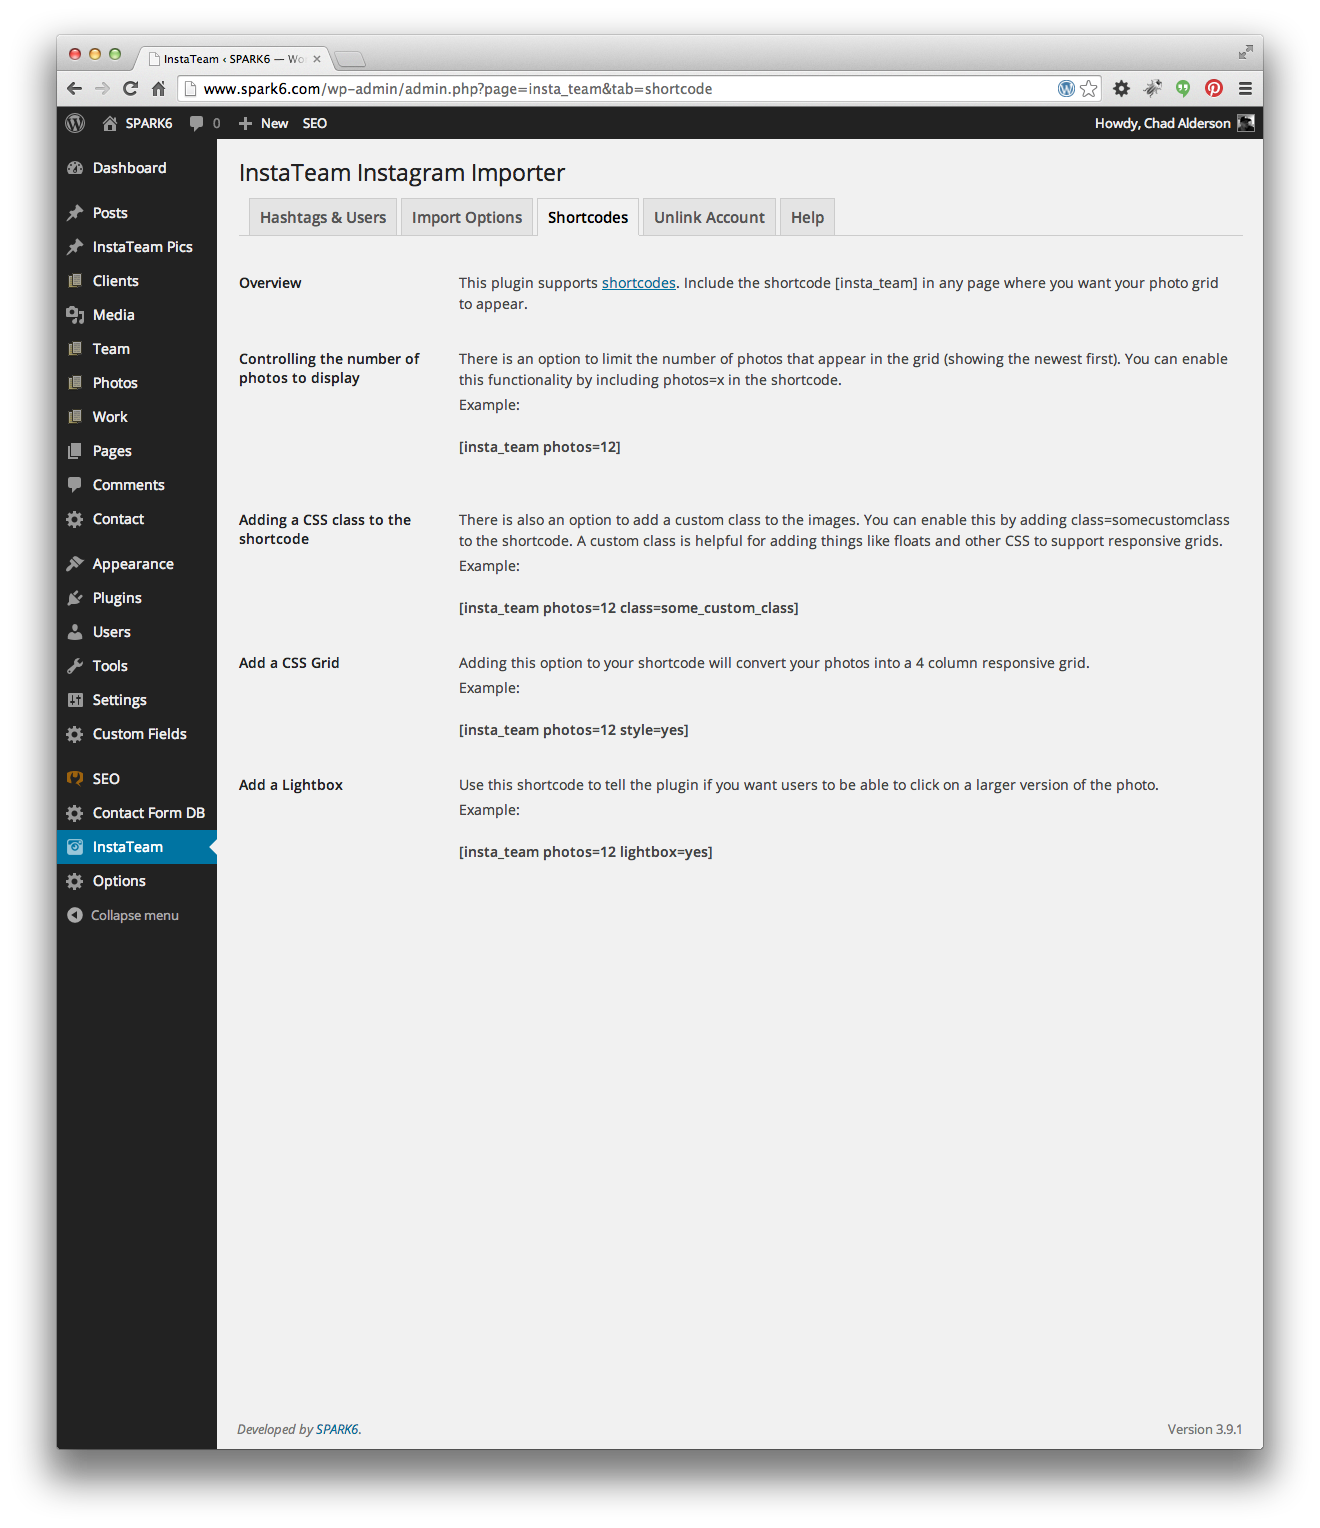 InstaTeam ‹ SPARK6 — Wo
www.spark6.com/wp-admin/admin.php?page=insta_team&tab=shortcode
SPARK6 0 New SEO Howdy, Chad Alderson
Dashboard
Posts
InstaTeam Pics
Clients
Media
Team
Photos
Work
Pages
Comments
Contact
Appearance
Plugins
Users
Tools
Settings
Custom Fields
SEO
Contact Form DB
InstaTeam
Options
Collapse menu
InstaTeam Instagram Importer
Hashtags & Users Import Options Shortcodes Unlink Account Help
Overview
This plugin supports shortcodes. Include the shortcode [insta_team] in any page where you want your photo grid
to appear.
Controlling the number of
photos to display
There is an option to limit the number of photos that appear in the grid (showing the newest first). You can enable
this functionality by including photos=x in the shortcode.
Example:
[insta_team photos=12]
Adding a CSS class to the
shortcode
There is also an option to add a custom class to the images. You can enable this by adding class=somecustomclass
to the shortcode. A custom class is helpful for adding things like floats and other CSS to support responsive grids.
Example:
[insta_team photos=12 class=some_custom_class]
Add a CSS Grid
Adding this option to your shortcode will convert your photos into a 4 column responsive grid.
Example:
[insta_team photos=12 style=yes]
Add a Lightbox
Use this shortcode to tell the plugin if you want users to be able to click on a larger version of the photo.
Example:
[insta_team photos=12 lightbox=yes]
Developed by SPARK6.
Version 3.9.1